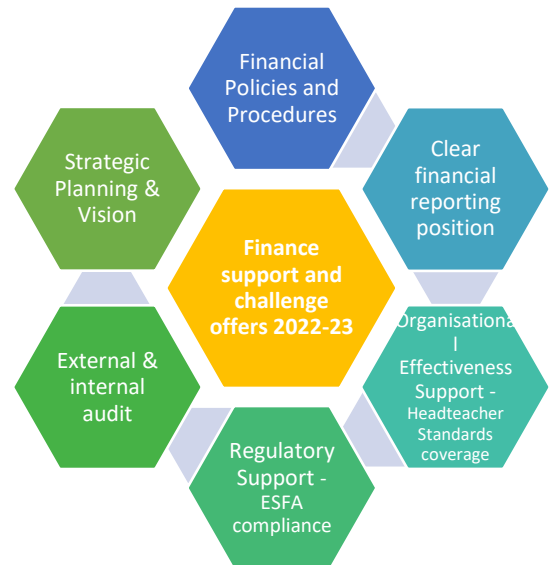 Financial
Policies and
Procedures
Clear
financial
reporting
position
Organisationa
l
Effectiveness
Support -
Headteacher
Standards
coverage
Regulatory
Support -
ESFA
compliance
External &
internal
audit
Strategic
Planning &
Vision
Finance
support and
challenge
offers 2022-23